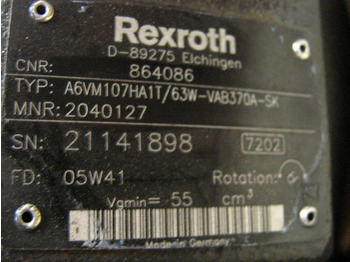 Rexroth
D-89275 Elchingen
CNR: 864086
TYP: A6VM107HA1T/63W-VAB370A-SK
MNR: 2040127
SN: 21141898 7202
FD: 05W41 Rotation:
Vgmin= 55 cm³
Made in Germany